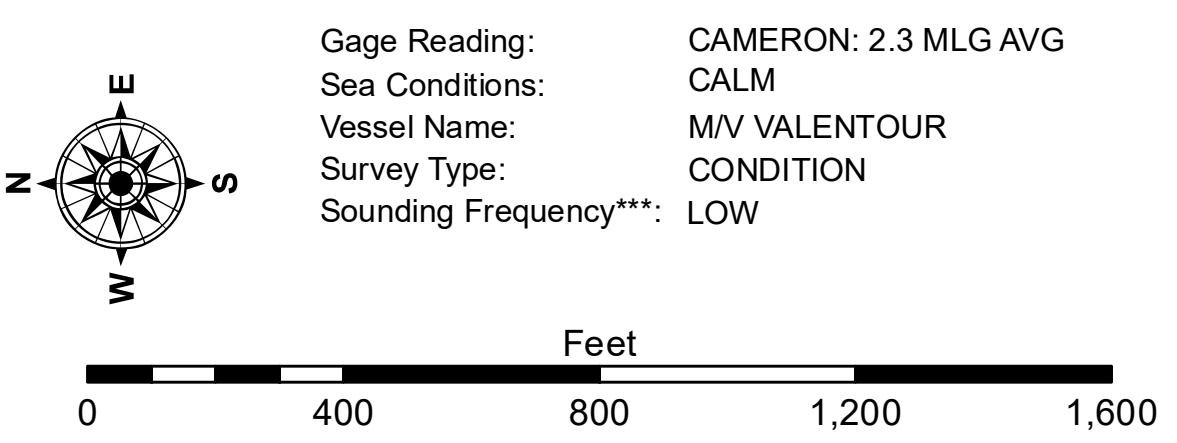 Gage Reading: CAMERON: 2.3 MLG AVG
Sea Conditions: CALM
Vessel Name: M/V VALENTOUR
Survey Type: CONDITION
Sounding Frequency***: LOW
E
N S
W
Feet
0 400 800 1,200 1,600